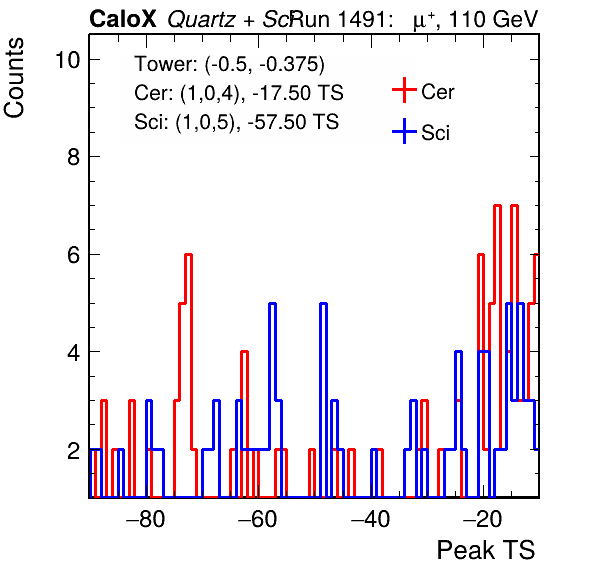 CaloX Quartz + Sci Run 1491: μ⁺, 110 GeV
Tower: (-0.5, -0.375)
Cer: (1,0,4), -17.50 TS
Sci: (1,0,5), -57.50 TS
Cer
Sci
Counts
10
8
6
4
2
−80 −60 −40 −20
Peak TS